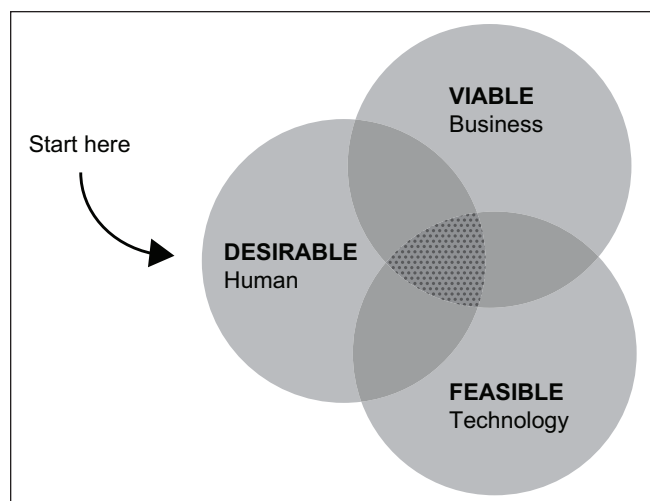 Start here
DESIRABLE
Human
VIABLE
Business
FEASIBLE
Technology